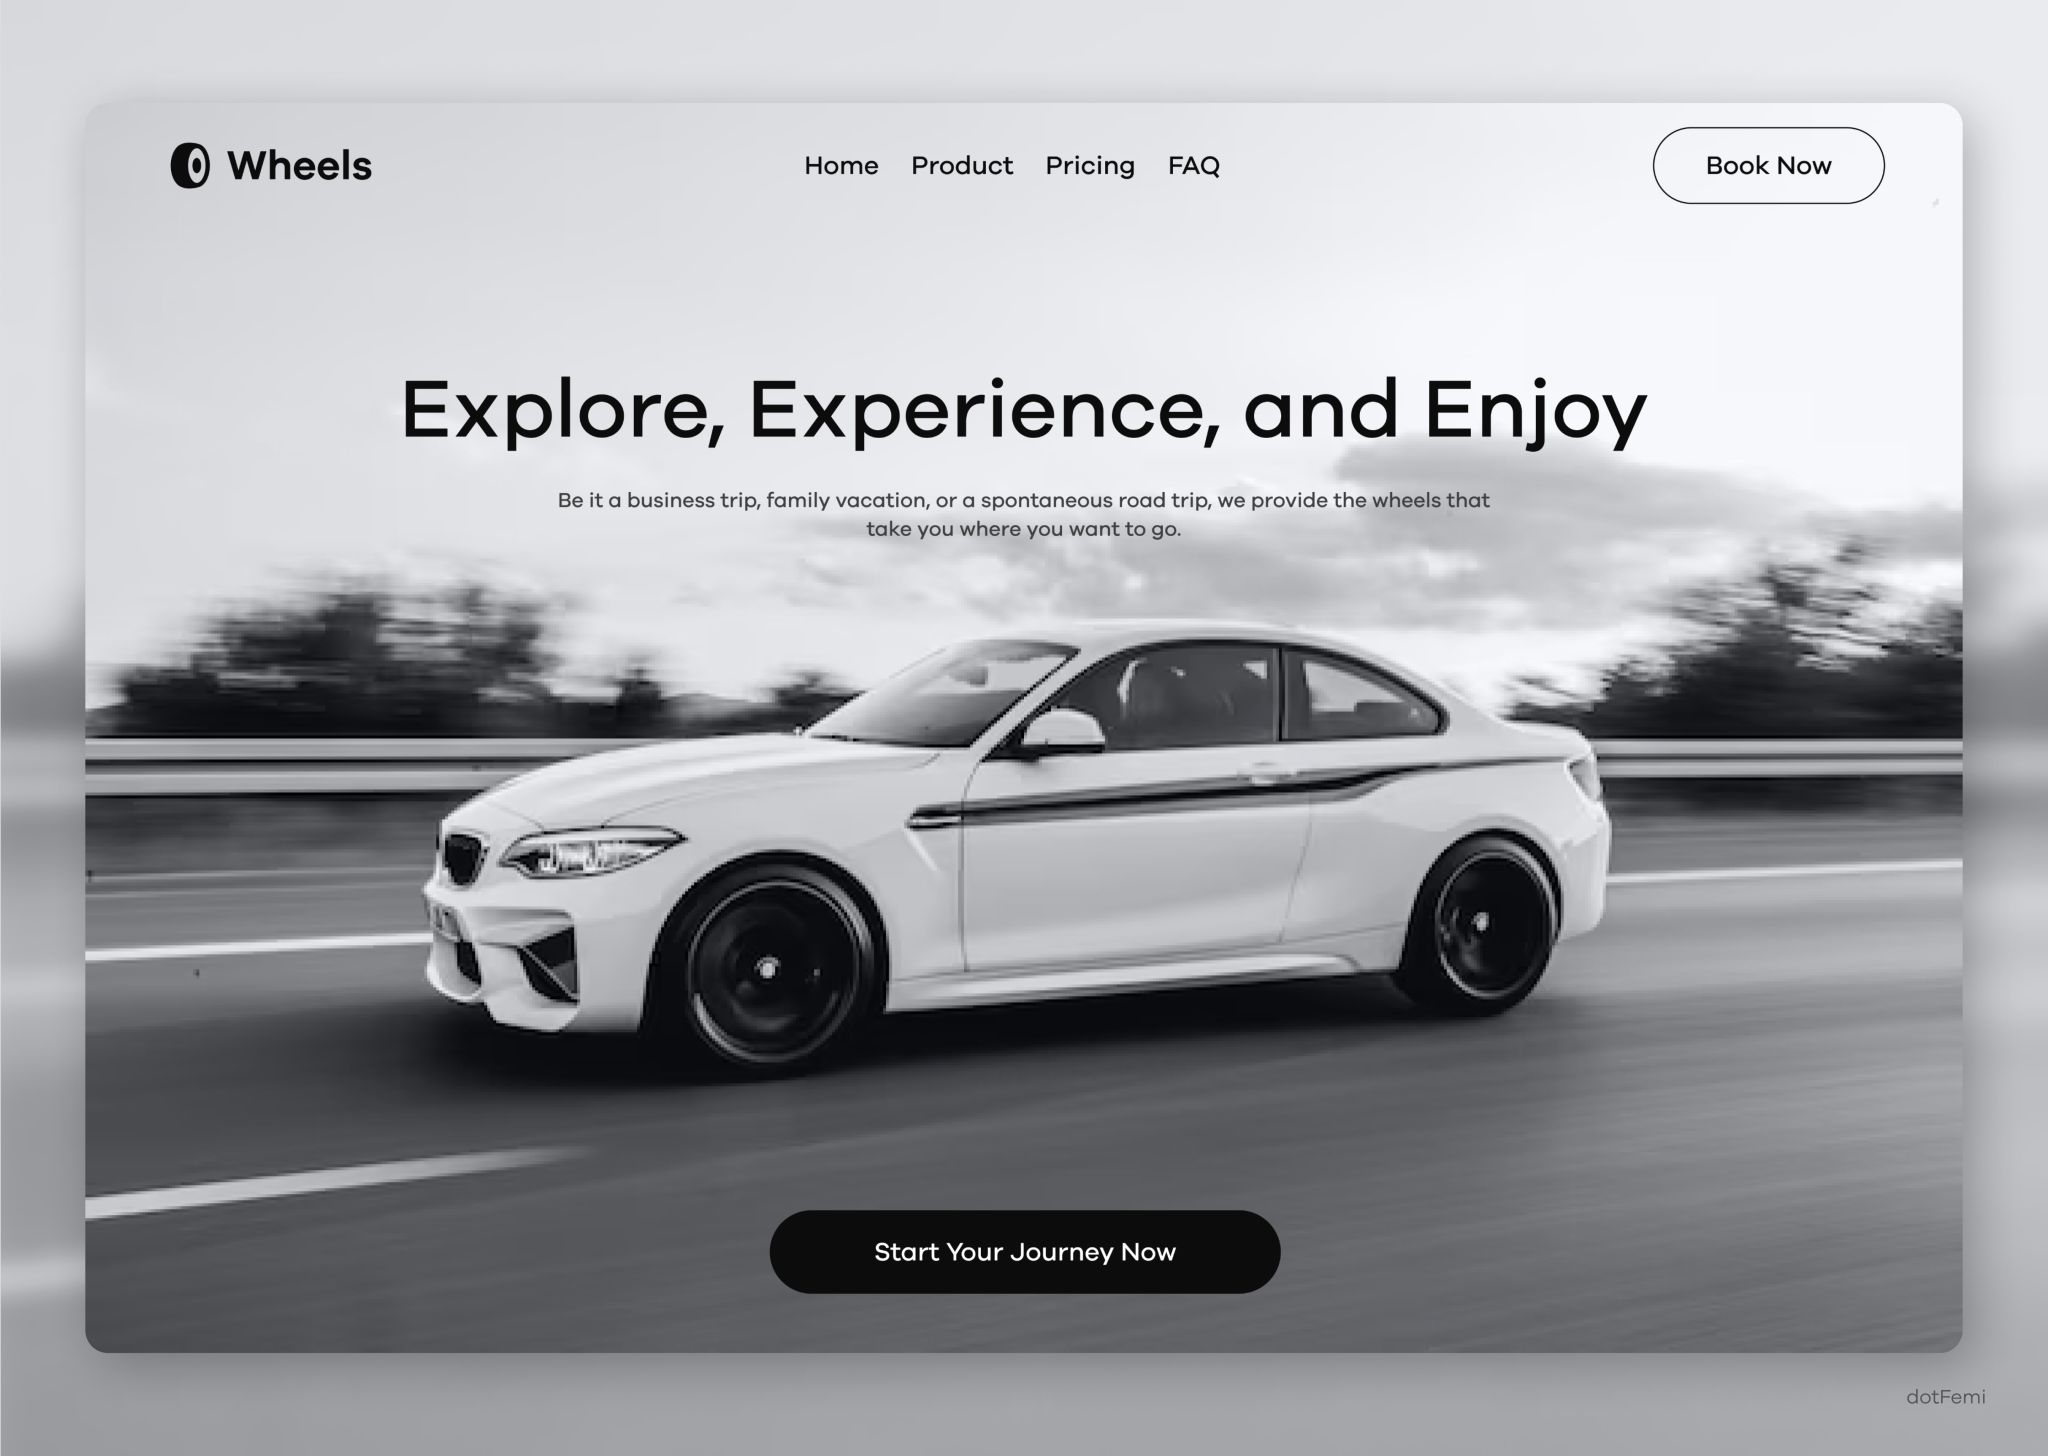 Wheels
Home Product Pricing FAQ
Book Now
Explore, Experience, and Enjoy
Be it a business trip, family vacation, or a spontaneous road trip, we provide the wheels that
take you where you want to go.
Start Your Journey Now
dotFemi